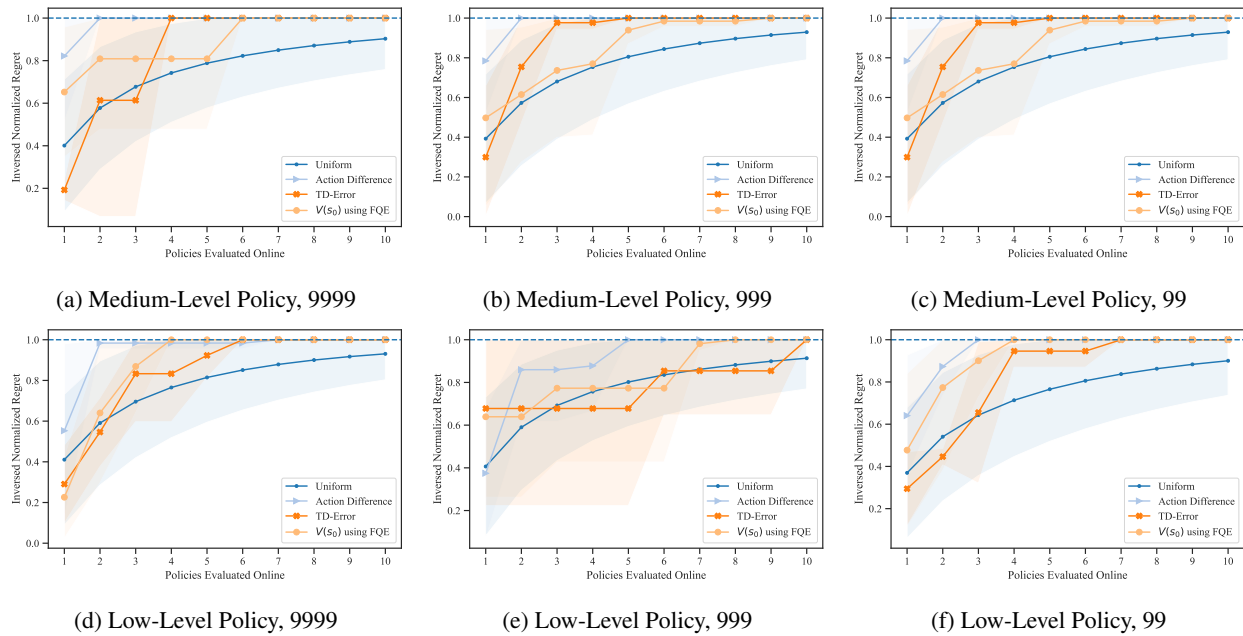 Inversed Normalized Regret
1.0
0.8
0.6
0.4
0.2
1 2 3 4 5 6 7 8 9 10
Policies Evaluated Online
Uniform
Action Difference
TD-Error
V(s₀) using FQE
(a) Medium-Level Policy, 9999
Inversed Normalized Regret
1.0
0.8
0.6
0.4
0.2
0.0
1 2 3 4 5 6 7 8 9 10
Policies Evaluated Online
Uniform
Action Difference
TD-Error
V(s₀) using FQE
(b) Medium-Level Policy, 999
Inversed Normalized Regret
1.0
0.8
0.6
0.4
0.2
0.0
1 2 3 4 5 6 7 8 9 10
Policies Evaluated Online
Uniform
Action Difference
TD-Error
V(s₀) using FQE
(c) Medium-Level Policy, 99
Inversed Normalized Regret
1.0
0.8
0.6
0.4
0.2
0.0
1 2 3 4 5 6 7 8 9 10
Policies Evaluated Online
Uniform
Action Difference
TD-Error
V(s₀) using FQE
(d) Low-Level Policy, 9999
Inversed Normalized Regret
1.0
0.8
0.6
0.4
0.2
1 2 3 4 5 6 7 8 9 10
Policies Evaluated Online
Uniform
Action Difference
TD-Error
V(s₀) using FQE
(e) Low-Level Policy, 999
Inversed Normalized Regret
1.0
0.8
0.6
0.4
0.2
1 2 3 4 5 6 7 8 9 10
Policies Evaluated Online
Uniform
Action Difference
TD-Error
V(s₀) using FQE
(f) Low-Level Policy, 99